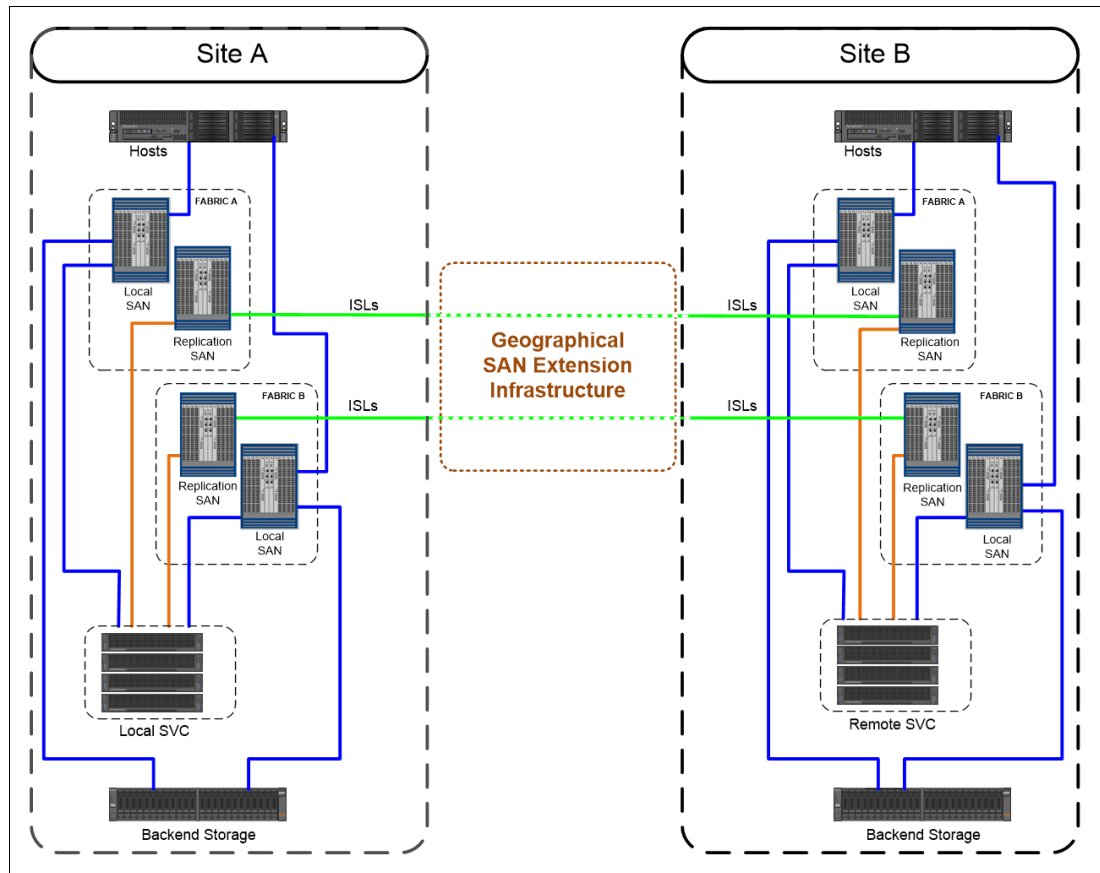 Site A
Site B
Hosts
Hosts
FABRIC A
FABRIC A
Local
SAN
Local
SAN
Replication
SAN
Replication
SAN
ISLs
ISLs
Geographical
SAN Extension
Infrastructure
FABRIC B
FABRIC B
ISLs
ISLs
Replication
SAN
Replication
SAN
Local
SAN
Local
SAN
Local SVC
Remote SVC
Backend Storage
Backend Storage